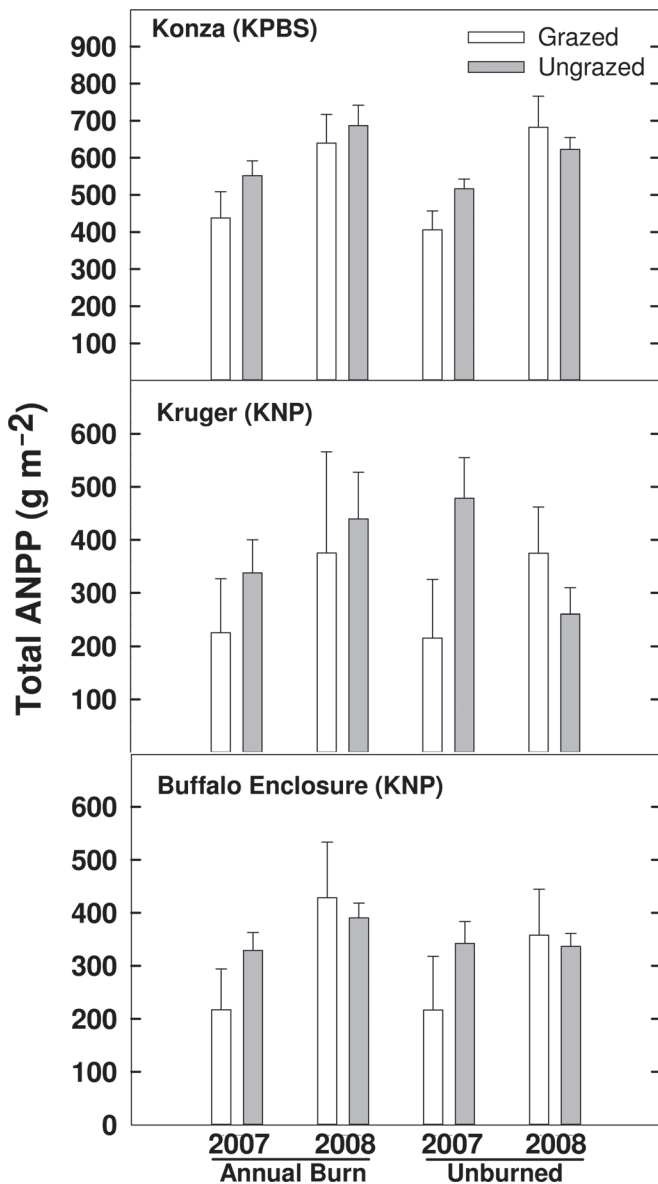 Total ANPP (g m⁻²)
Konza (KPBS)
Grazed
Ungrazed
900
800
700
600
500
400
300
200
100
Kruger (KNP)
600
500
400
300
200
100
Buffalo Enclosure (KNP)
600
500
400
300
200
100
0
2007 2008 2007 2008
Annual Burn Unburned